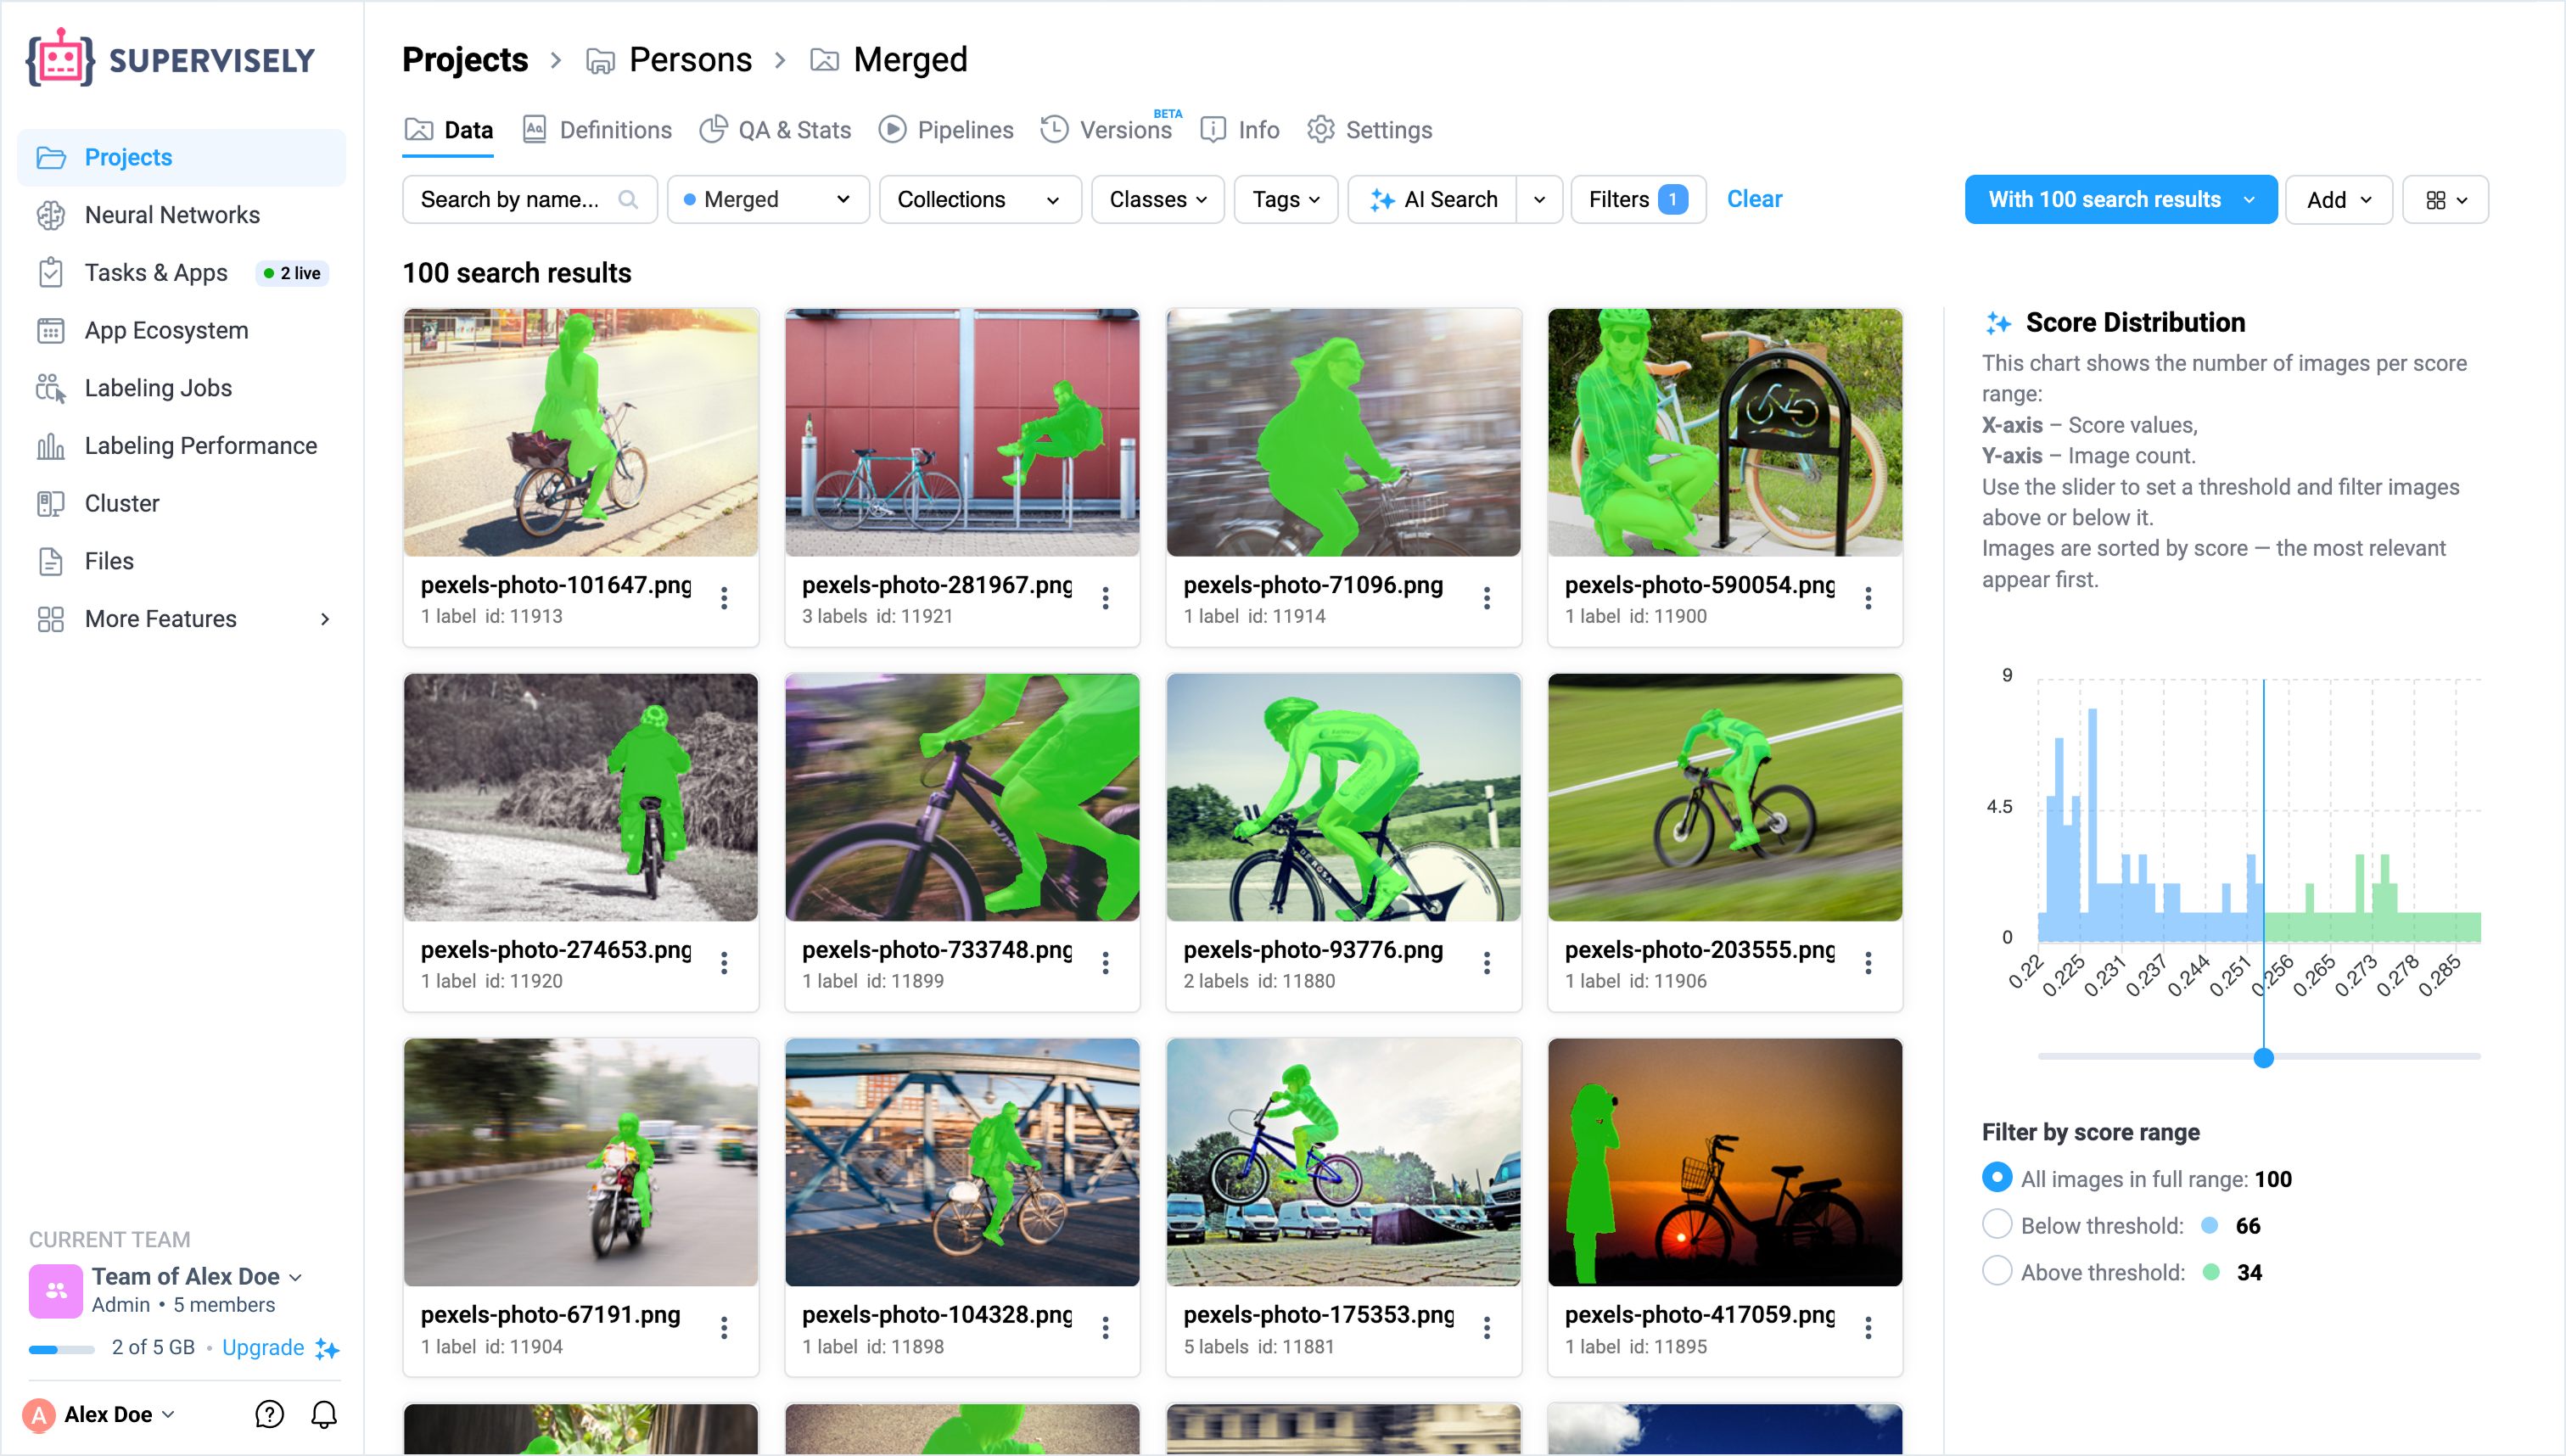 SUPERVISELY
Projects
Neural Networks
Tasks & Apps 2 live
App Ecosystem
Labeling Jobs
Labeling Performance
Cluster
Files
More Features
CURRENT TEAM
Team of Alex Doe
Admin • 5 members
2 of 5 GB • Upgrade
A Alex Doe
Projects > Persons > Merged
Data Definitions QA & Stats Pipelines Versions BETA Info Settings
Search by name... Merged Collections Classes Tags AI Search Filters 1 Clear
With 100 search results Add
100 search results
pexels-photo-101647.png
1 label id: 11913
pexels-photo-281967.png
3 labels id: 11921
pexels-photo-71096.png
1 label id: 11914
pexels-photo-590054.png
1 label id: 11900
pexels-photo-274653.png
1 label id: 11920
pexels-photo-733748.png
1 label id: 11899
pexels-photo-93776.png
2 labels id: 11880
pexels-photo-203555.png
1 label id: 11906
pexels-photo-67191.png
1 label id: 11904
pexels-photo-104328.png
1 label id: 11898
pexels-photo-175353.png
5 labels id: 11881
pexels-photo-417059.png
1 label id: 11895
Score Distribution
This chart shows the number of images per score
range:
X-axis – Score values,
Y-axis – Image count.
Use the slider to set a threshold and filter images
above or below it.
Images are sorted by score — the most relevant
appear first.
9
4.5
0
0.22 0.225 0.231 0.237 0.244 0.251 0.256 0.265 0.273 0.278 0.285
Filter by score range
All images in full range: 100
Below threshold: 66
Above threshold: 34